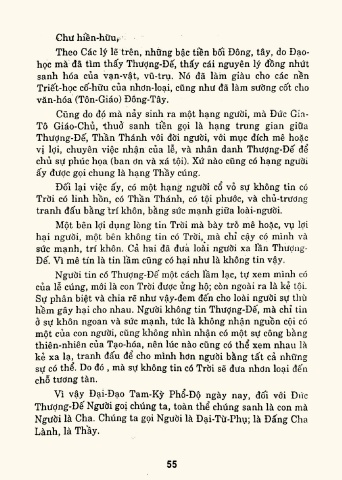 Chư hiền-hữu,
Theo Các lý lẽ trên, những bậc tiền bối Đông, tây, do Đạo-
học mà đã tìm thấy Thượng-Đế, thấy cái nguyên lý đồng nhứt
sanh hóa của vạn-vật, vũ-trụ. Nó đã làm giàu cho các nền
Triết-học cố-hữu của nhơn-loại, cũng như đã làm sường cốt cho
văn-hóa (Tôn-Giáo) Đông-Tây.
Cũng do đó mà nảy sinh ra một hạng người, mà Đức Gia-
Tô Giáo-Chủ, thuở sanh tiền gọi là hạng trung gian giữa
Thượng-Đế, Thần Thánh với đời người, với mục đích mê hoặc
vị lợi, chuyên việc nhận của lễ, và nhân danh Thượng-Đế để
chủ sự phúc họa (ban ơn và xá tội). Xứ nào cũng có hạng người
ấy được gọi chung là hạng Thầy cúng.
Đối lại việc ấy, có một hạng người cổ vỏ sự không tin có
Trời có linh hồn, có Thần Thánh, có tội phước, và chủ-trương
tranh đấu bằng trí khôn, bằng sức mạnh giữa loài-người.
Một bên lợi dụng lòng tin Trời mà bày trò mê hoặc, vụ lợi
hại người, một bên không tin có Trời, mà chỉ cậy có mình và
sức mạnh, trí khôn. Cả hai đã đưa loài người xa lần Thượng-
Đế. Vì mê tín là tin lầm cũng có hại như là không tin vậy.
Người tin có Thượng-Đế một cách lầm lạc, tự xem mình có
của lễ cúng, mới là con Trời được ủng hộ; còn ngoài ra là kẻ tội.
Sự phân biệt và chia rẽ như vậy đem đến cho loài người sự thù
hềm gây hại cho nhau. Người không tin Thượng-Đế, mà chỉ tin
ở sự khôn ngoan và sức mạnh, tức là không nhận nguồn cội có
một của con người, cũng không nhìn nhận có một sự công bằng
thiên-nhiên của Tạo-hóa, nên lúc nào cũng có thể xem nhau là
kẻ xa lạ, tranh đấu để cho mình hơn người bằng tất cả những
sự có thể. Do đó, mà sự không tin có Trời sẽ đưa nhơn loại đến
chỗ tương tàn.
Vì vậy Đại-Đạo Tam-Kỳ Phổ-Độ ngày nay, đối với Đức
Thượng-Đế Người gọi chúng ta, toàn thể chúng sanh là con mà
Người là Cha. Chúng ta gọi Người là Đại-Từ-Phụ; là Đấng Cha
Lành, là Thầy.
55